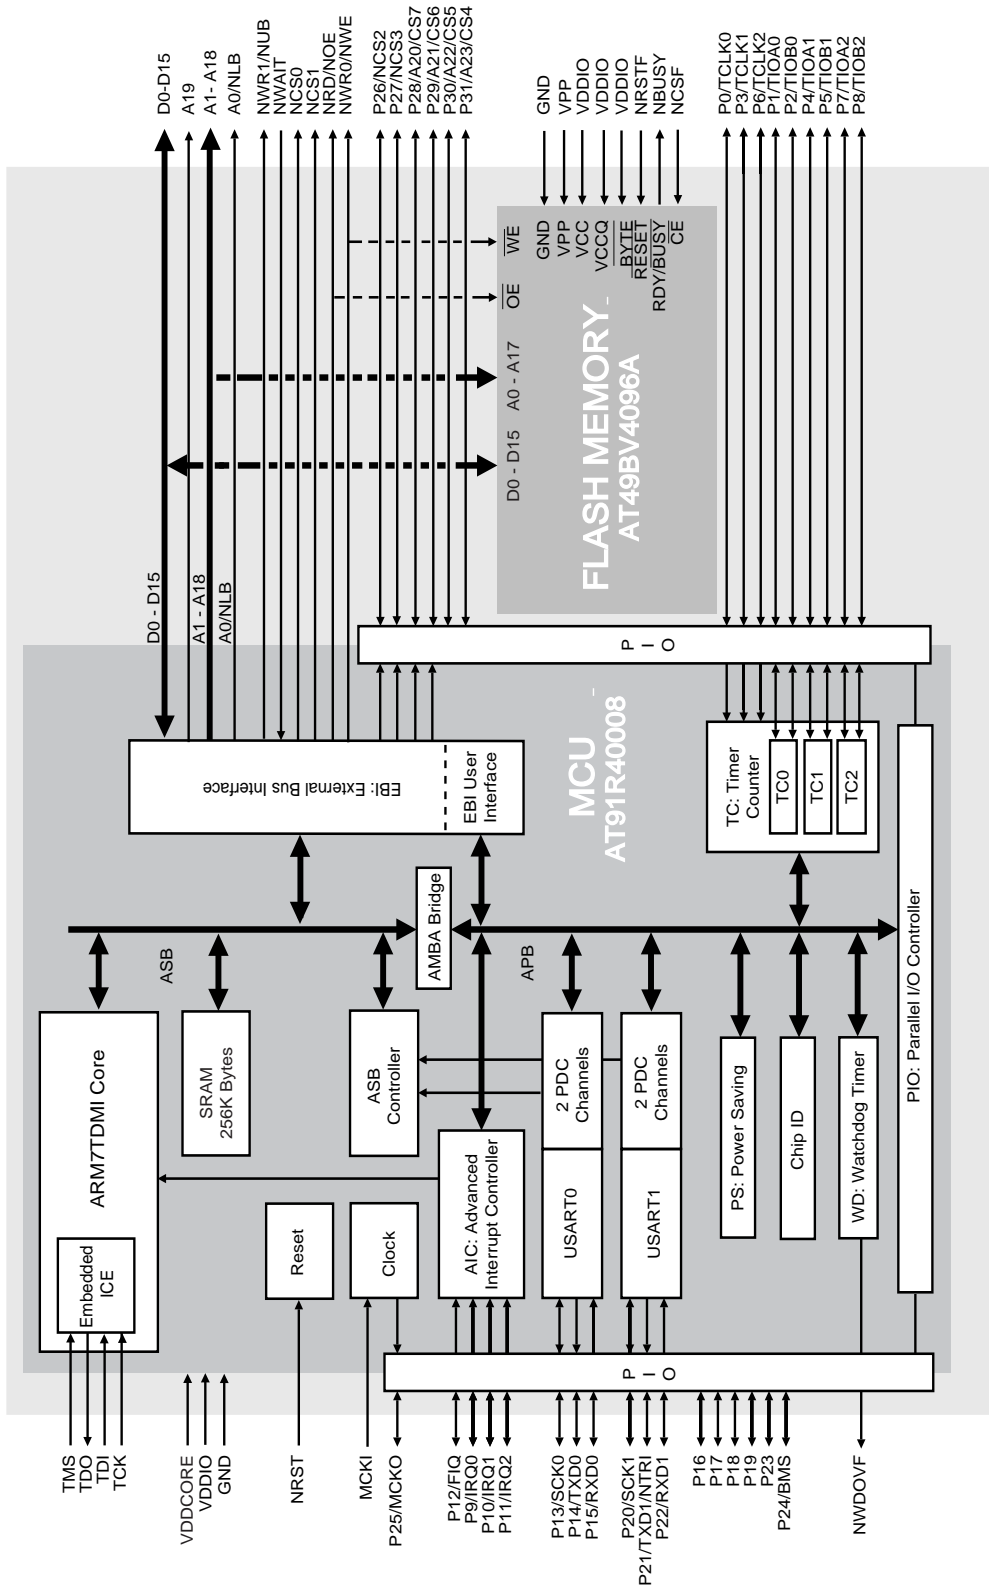 TMS
TDO
TDI
TCK
VDDCORE
VDDIO
GND
NRST
MCKI
P25/MCKO
P12/FIQ
P9/IRQ0
P10/IRQ1
P11/IRQ2
P13/SCK0
P14/TXD0
P15/RXD0
P20/SCK1
P21/TXD1/NTRI
P22/RXD1
P16
P17
P18
P19
P23
P24/BMS
NWDOVF
Embedded
ICE
ARM7TDMI Core
Reset
Clock
AIC: Advanced
Interrupt Controller
USART0
USART1
P
I
O
SRAM
256K Bytes
ASB
Controller
2 PDC
Channels
2 PDC
Channels
PS: Power Saving
Chip ID
WD: Watchdog Timer
PIO: Parallel I/O Controller
ASB
AMBA Bridge
APB
EBI: External Bus Interface
EBI User
Interface
MCU
AT91R40008
TC: Timer
Counter
TC0
TC1
TC2
P
I
O
D0 - D15
A1 - A18
A0/NLB
FLASH MEMORY
AT49BV4096A
D0 - D15
A0 - A17
OE
WE
GND
VPP
VCC
VCCQ
BYTE
RESET
RDY/BUSY
CE
D0-D15
A19
A1- A18
A0/NLB
NWR1/NUB
NWAIT
NCS0
NCS1
NRD/NOE
NWR0/NWE
P26/NCS2
P27/NCS3
P28/A20/CS7
P29/A21/CS6
P30/A22/CS5
P31/A23/CS4
GND
VPP
VDDIO
VDDIO
VDDIO
NRSTF
NBUSY
NCSF
P0/TCLK0
P3/TCLK1
P6/TCLK2
P1/TIOA0
P2/TIOB0
P4/TIOA1
P5/TIOB1
P7/TIOA2
P8/TIOB2